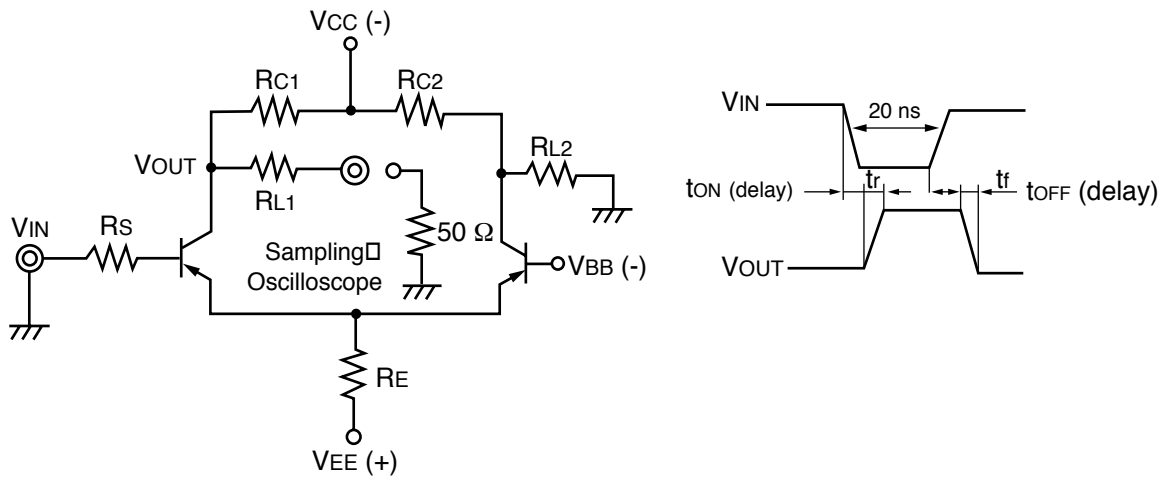 VCC (-)
RC1
RC2
VOUT
RL1
RL2
VIN
RS
50 Ω
Sampling□
Oscilloscope
VBB (-)
RE
VEE (+)
VIN
20 ns
tON (delay)
tr
tf
tOFF (delay)
VOUT